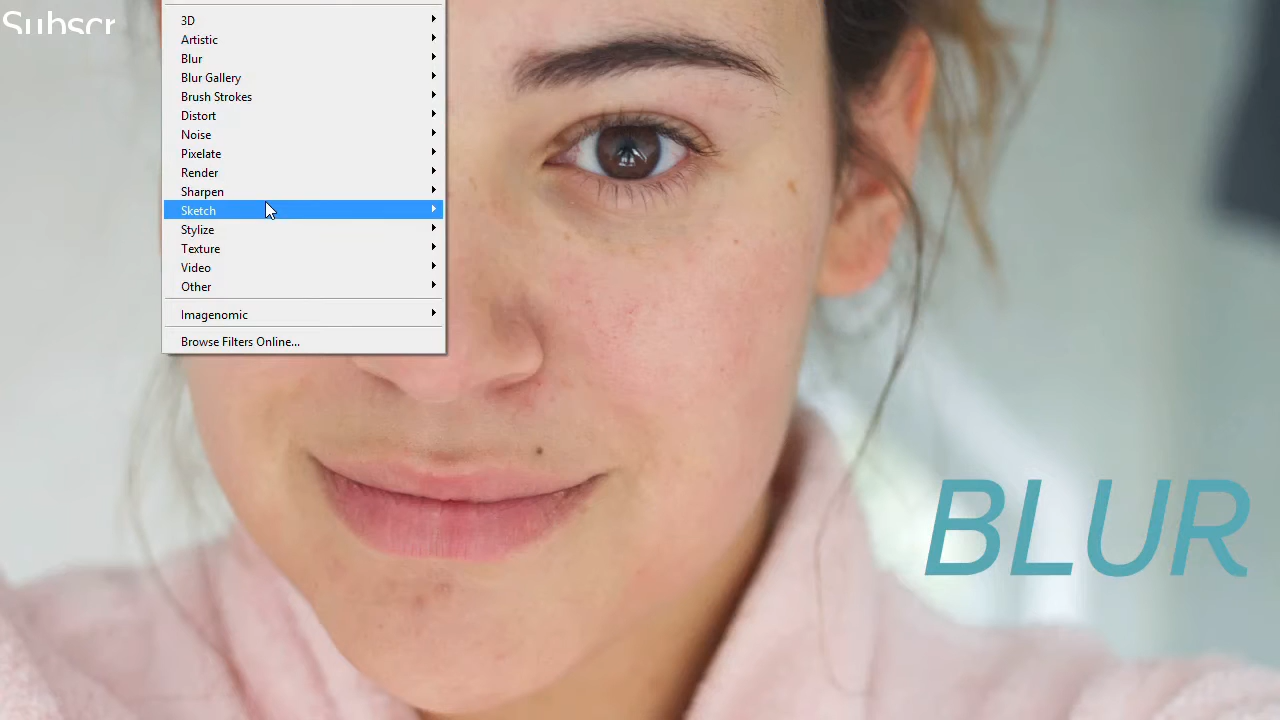 Subscr
3D
Artistic
Blur
Blur Gallery
Brush Strokes
Distort
Noise
Pixelate
Render
Sharpen
Sketch
Stylize
Texture
Video
Other
Imagenomic
Browse Filters Online...
BLUR